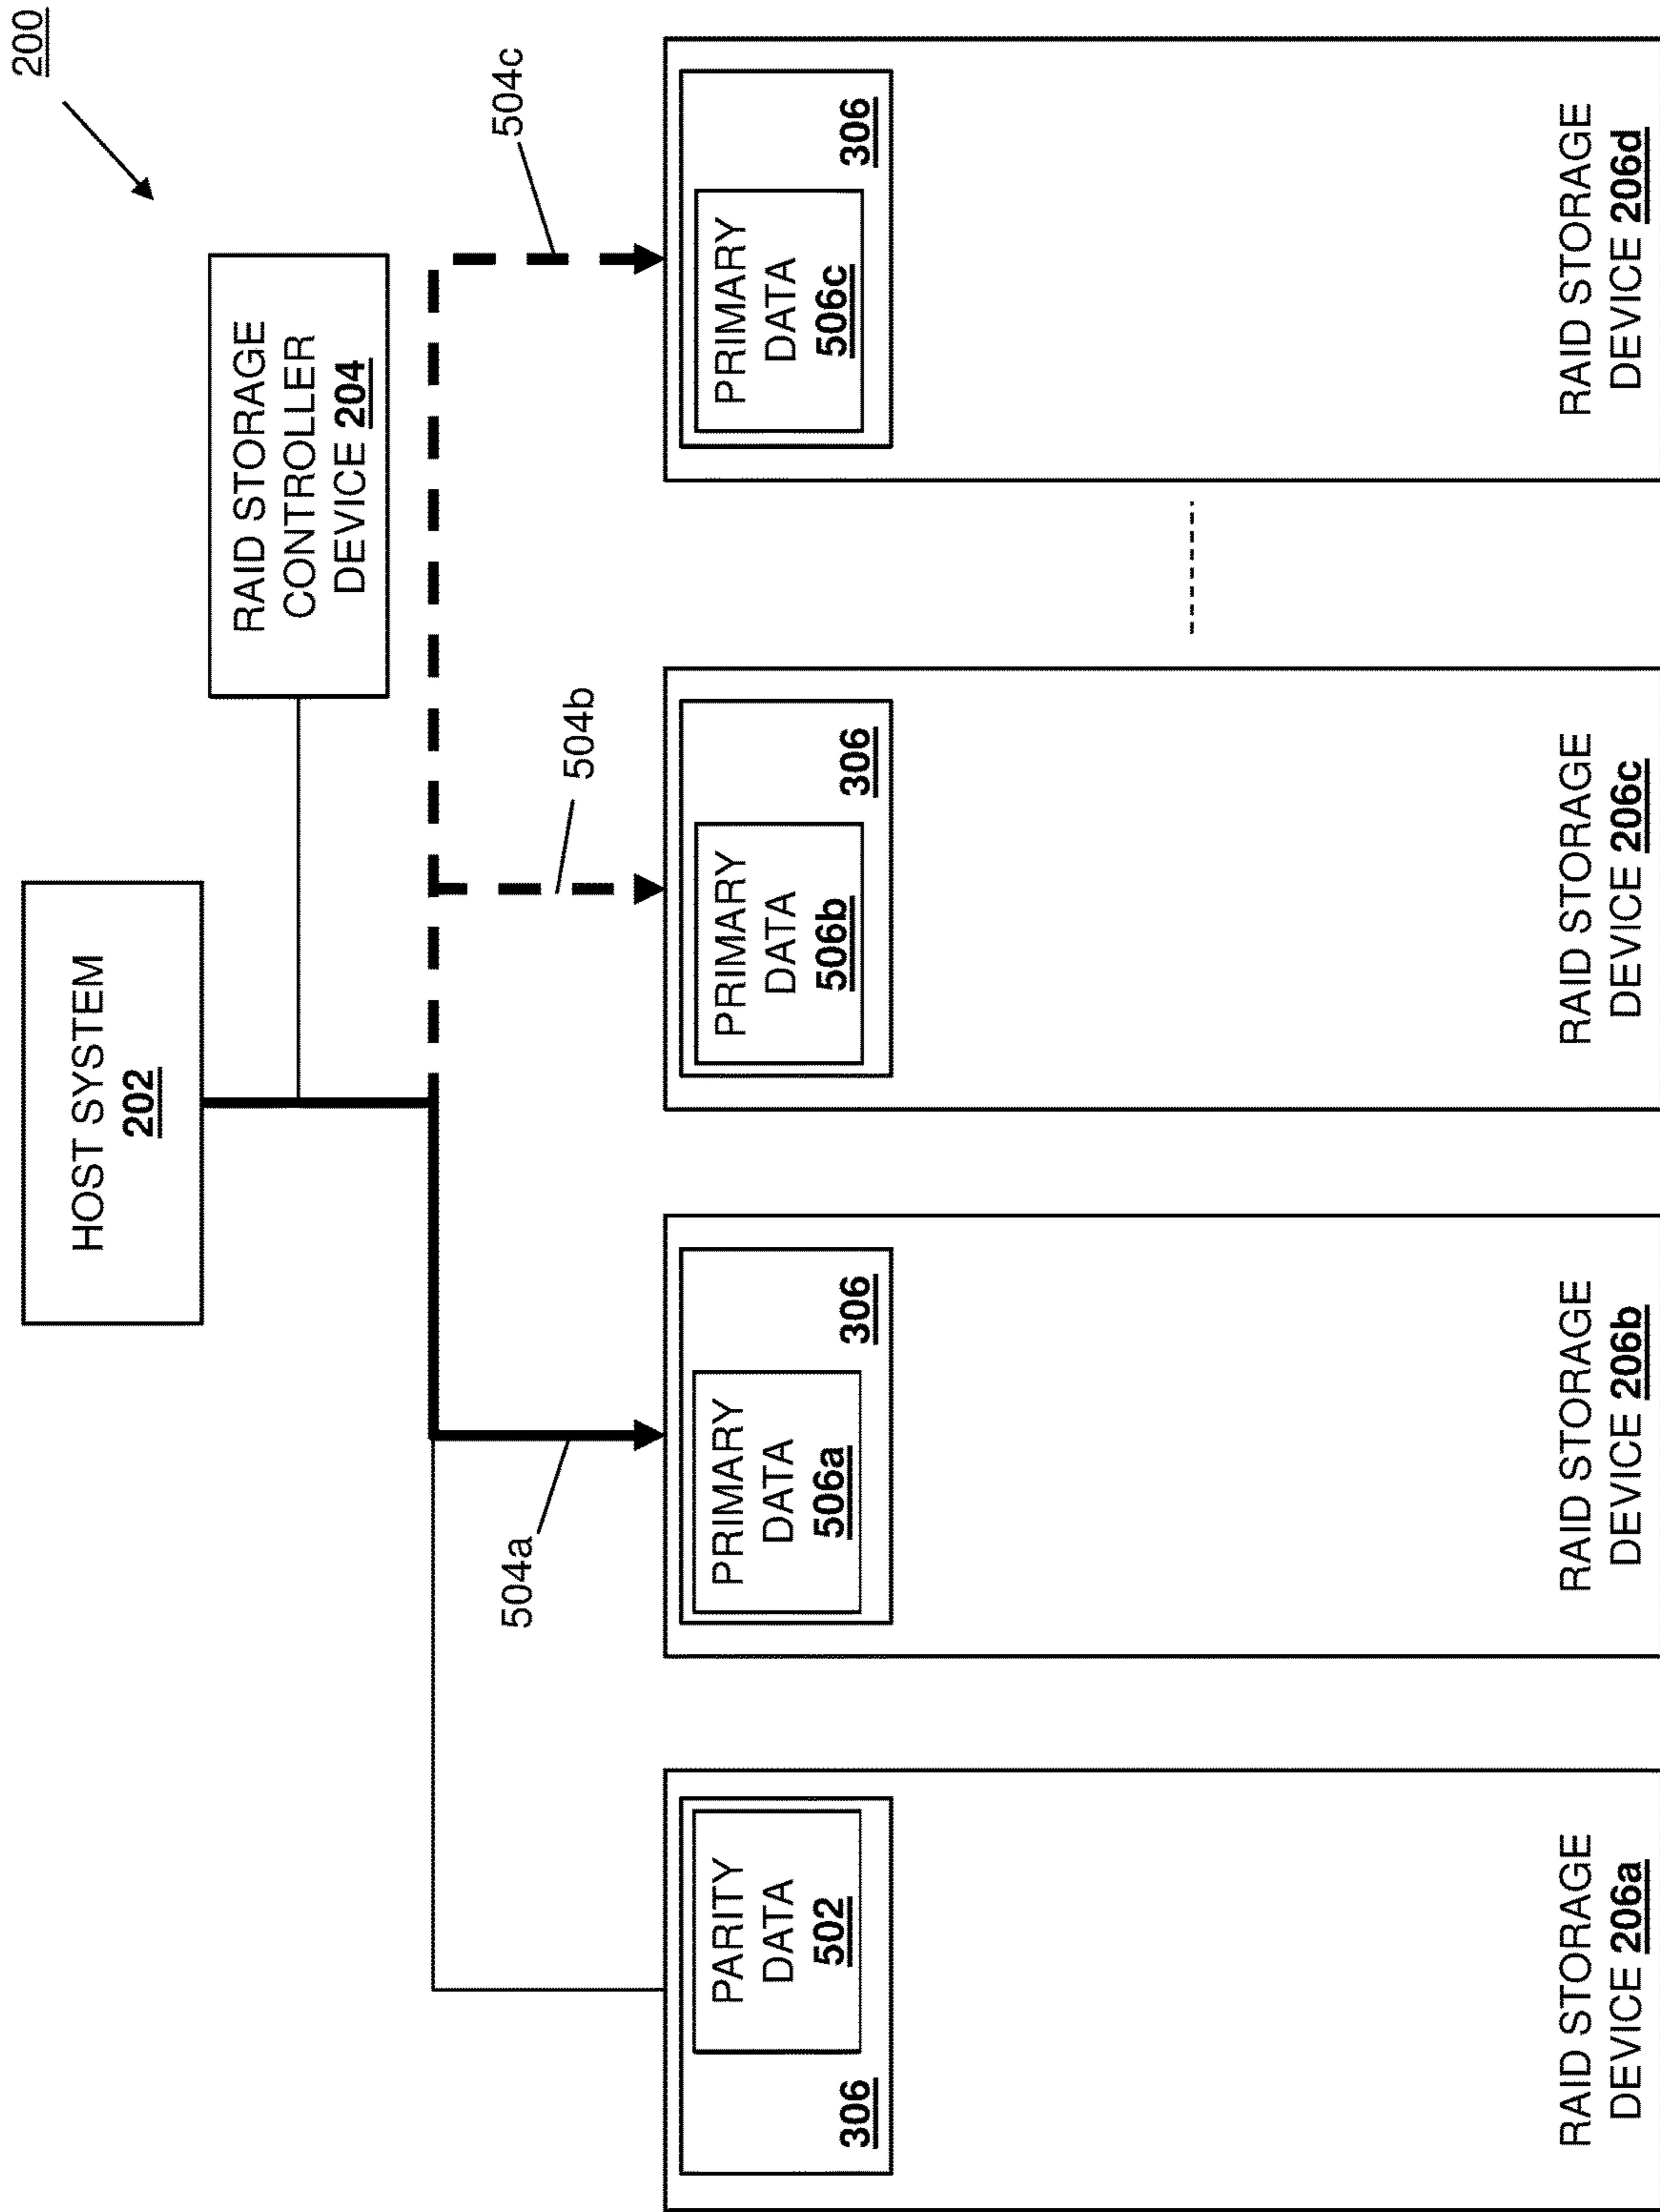 200
HOST SYSTEM
202
RAID STORAGE
CONTROLLER
DEVICE 204
504a
504b
504c
PARITY
DATA
502
306
RAID STORAGE
DEVICE 206a
PRIMARY
DATA
506a
306
RAID STORAGE
DEVICE 206b
PRIMARY
DATA
506b
306
RAID STORAGE
DEVICE 206c
PRIMARY
DATA
506c
306
RAID STORAGE
DEVICE 206d